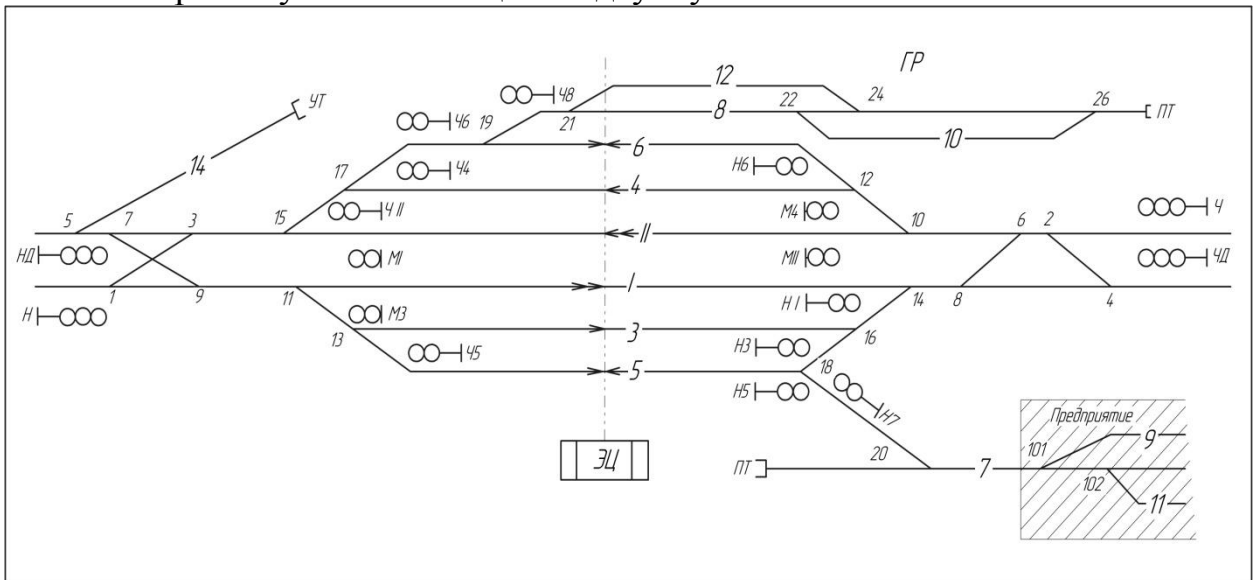 ГР
12
Ч8
24
26
УТ
8
22
ПТ
Ч6
19
21
10
6
17
Ч4
Н6
12
14
4
Ч II
М4
Ч
5
7
3
15
II
10
6
2
НД
МI
МII
ЧД
1
9
11
I
14
8
4
Н
М3
Н I
13
3
16
Ч5
Н3
5
18
Н5
Н7
Предприятие
ЭЦ
101
9
ПТ
20
7
102
11